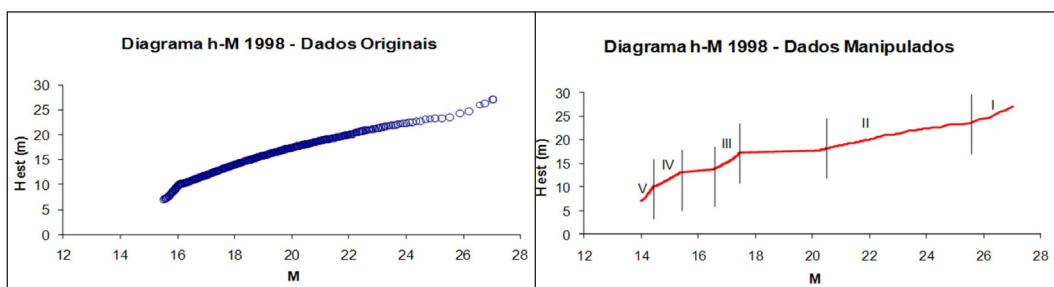 Diagrama h-M 1998 - Dados Originais
H est (m)
30
25
20
15
10
5
0
12 14 16 18 20 22 24 26 28
M
Diagrama h-M 1998 - Dados Manipulados
H est (m)
30
25
20
15
10
5
0
V IV III II I
12 14 16 18 20 22 24 26 28
M